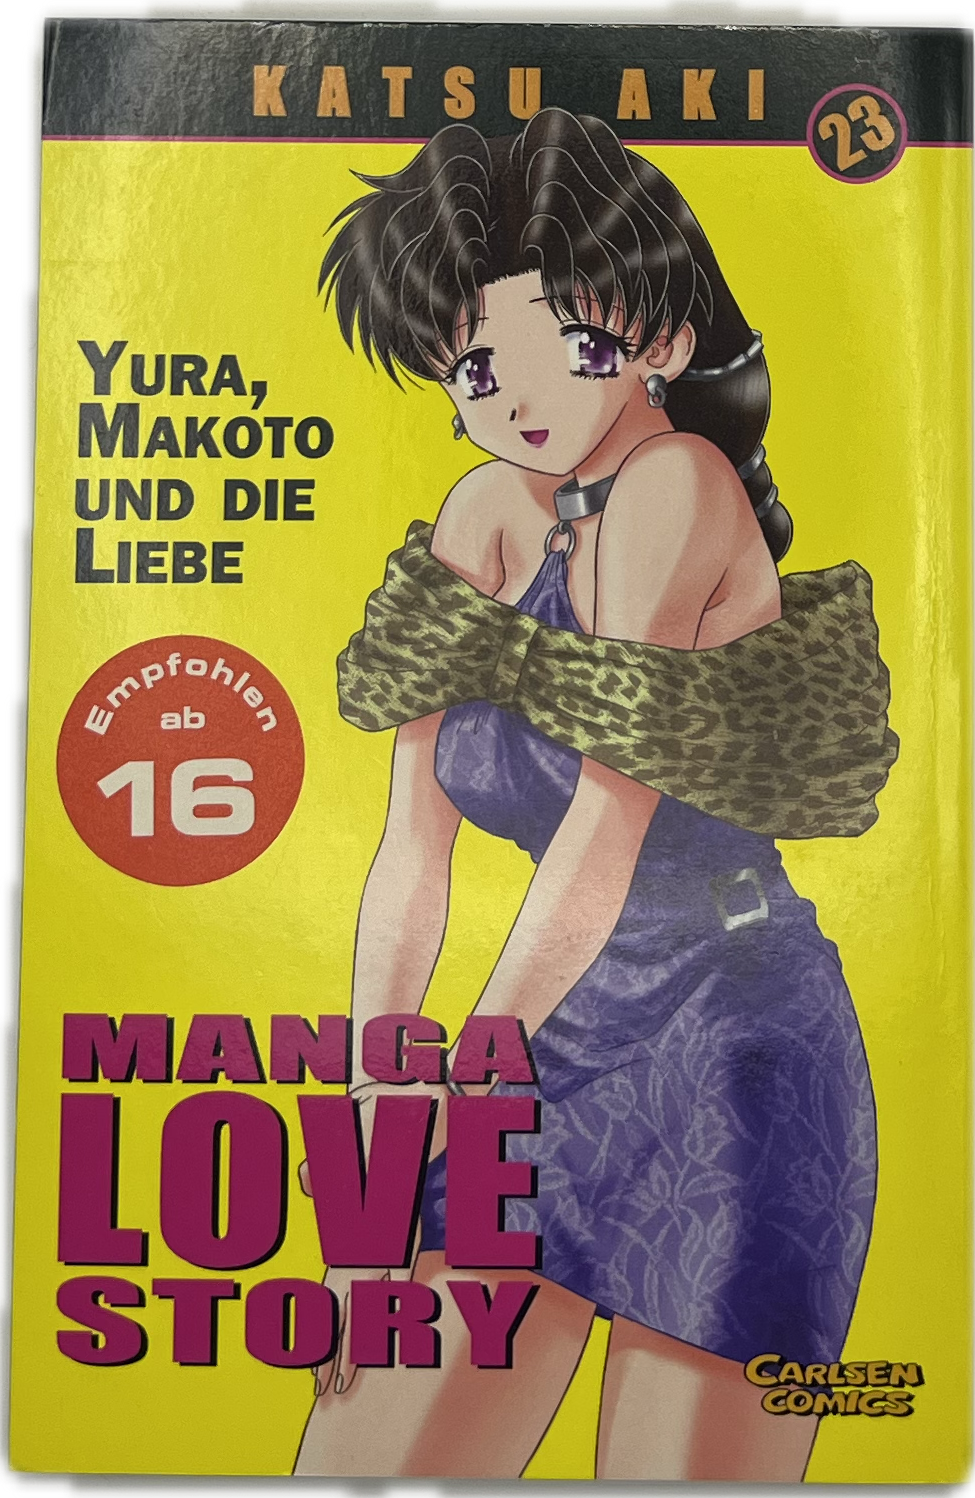 KATSU AKI
23
YURA,
MAKOTO
UND DIE
LIEBE
Empfohlen
ab
16
MANGA
LOVE
STORY
CARLSEN
COMICS